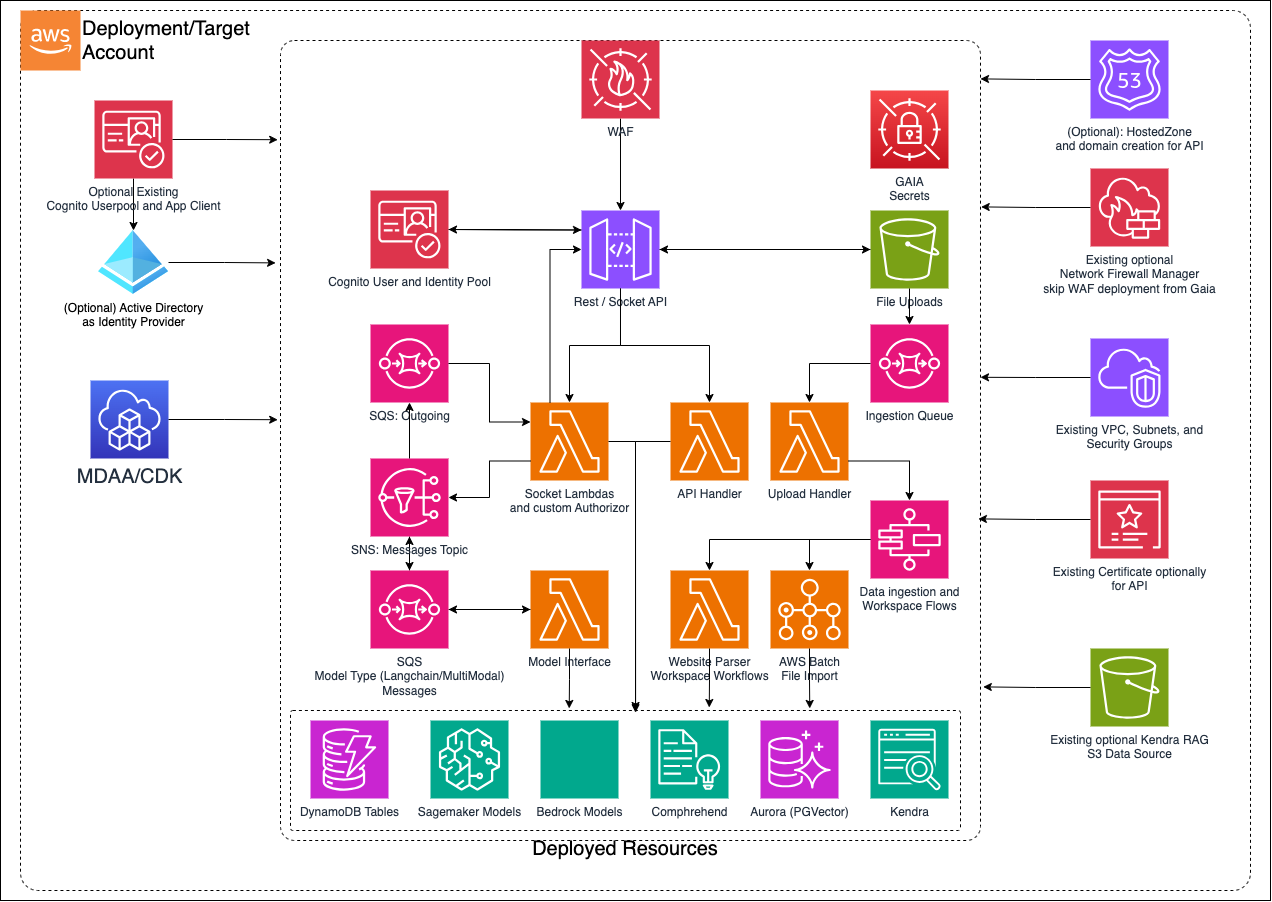 aws
Deployment/Target
Account
WAF
53
(Optional): HostedZone
and domain creation for API
GAIA
Secrets
Optional Existing
Cognito Userpool and App Client
Cognito User and Identity Pool
</>
Rest / Socket API
File Uploads
Existing optional
Network Firewall Manager
skip WAF deployment from Gaia
(Optional) Active Directory
as Identity Provider
SQS: Outgoing
Ingestion Queue
Existing VPC, Subnets, and
Security Groups
MDAA/CDK
Socket Lambdas
and custom Authorizor
API Handler
Upload Handler
SNS: Messages Topic
Data ingestion and
Workspace Flows
Existing Certificate optionally
for API
SQS
Model Type (Langchain/MultiModal)
Messages
Model Interface
Website Parser
Workspace Workflows
AWS Batch
File Import
Existing optional Kendra RAG
S3 Data Source
DynamoDB Tables
Sagemaker Models
Bedrock Models
Comphrehend
Aurora (PGVector)
Kendra
Deployed Resources